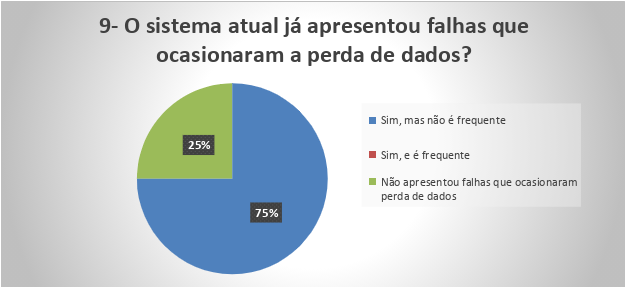 9- O sistema atual já apresentou falhas que
ocasionaram a perda de dados?
25%
75%
Sim, mas não é frequente
Sim, e é frequente
Não apresentou falhas que ocasionaram
perda de dados